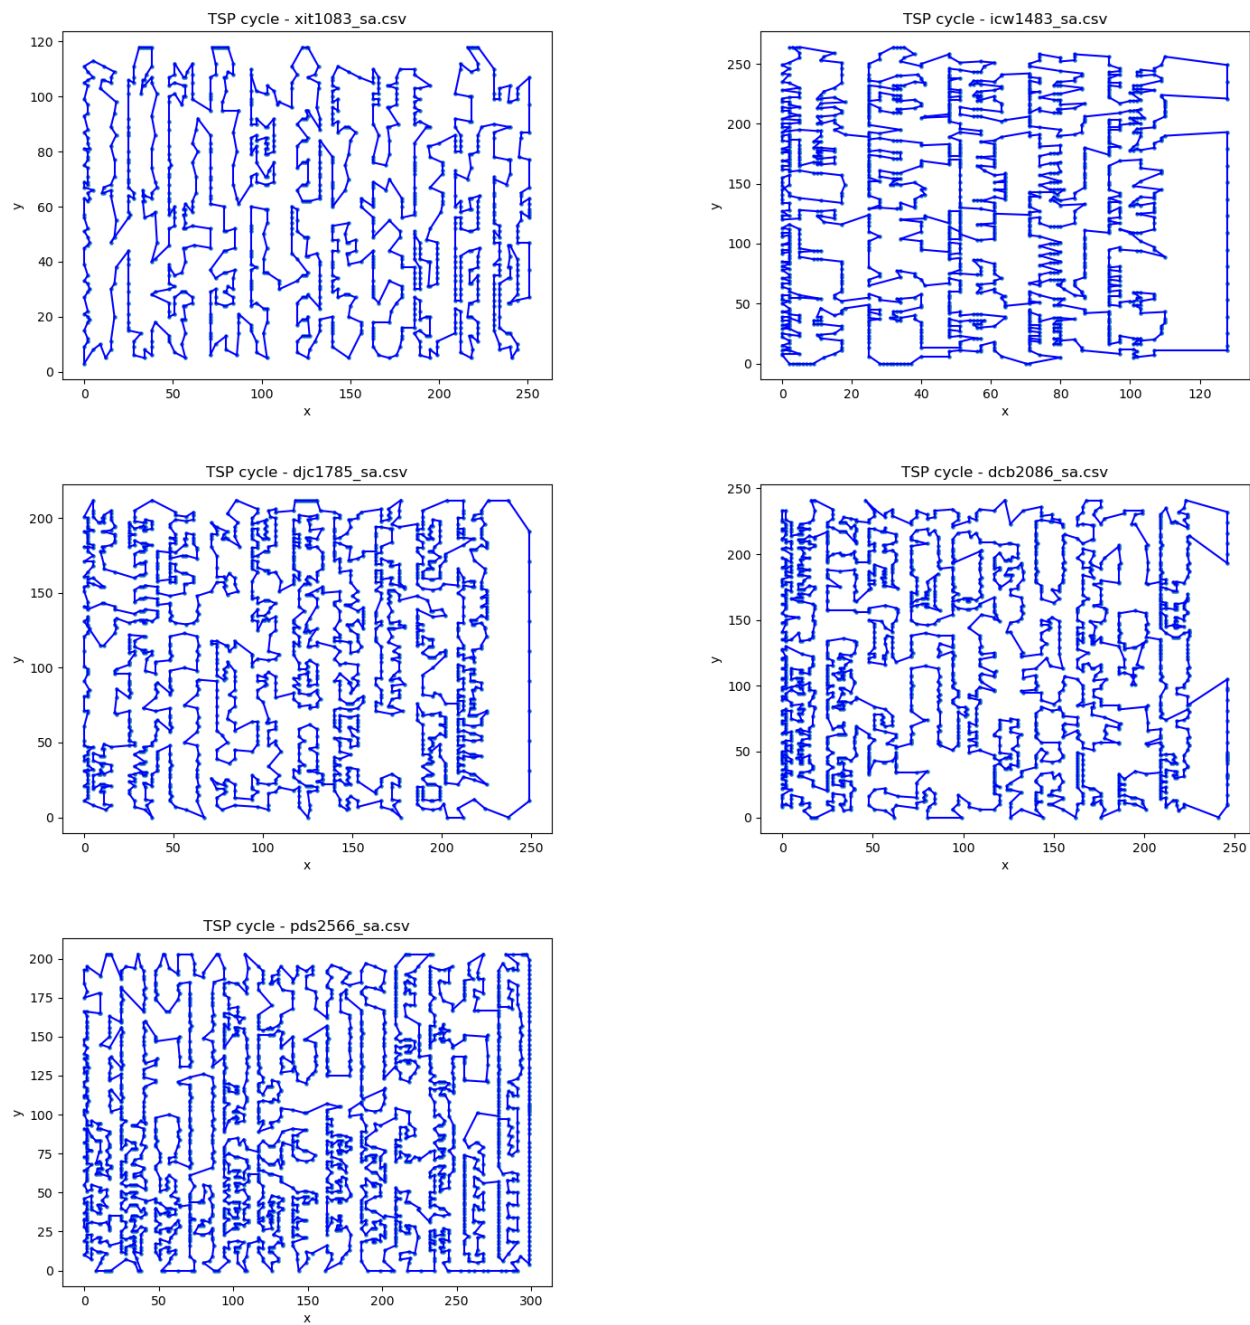 TSP cycle - xit1083_sa.csv
120
100
80
60
40
20
0
y
0 50 100 150 200 250
x
TSP cycle - icw1483_sa.csv
250
200
150
100
50
0
y
0 20 40 60 80 100 120
x
TSP cycle - djc1785_sa.csv
200
150
100
50
0
y
0 50 100 150 200 250
x
TSP cycle - dcb2086_sa.csv
250
200
150
100
50
0
y
0 50 100 150 200 250
x
TSP cycle - pds2566_sa.csv
200
175
150
125
100
75
50
25
0
y
0 50 100 150 200 250 300
x